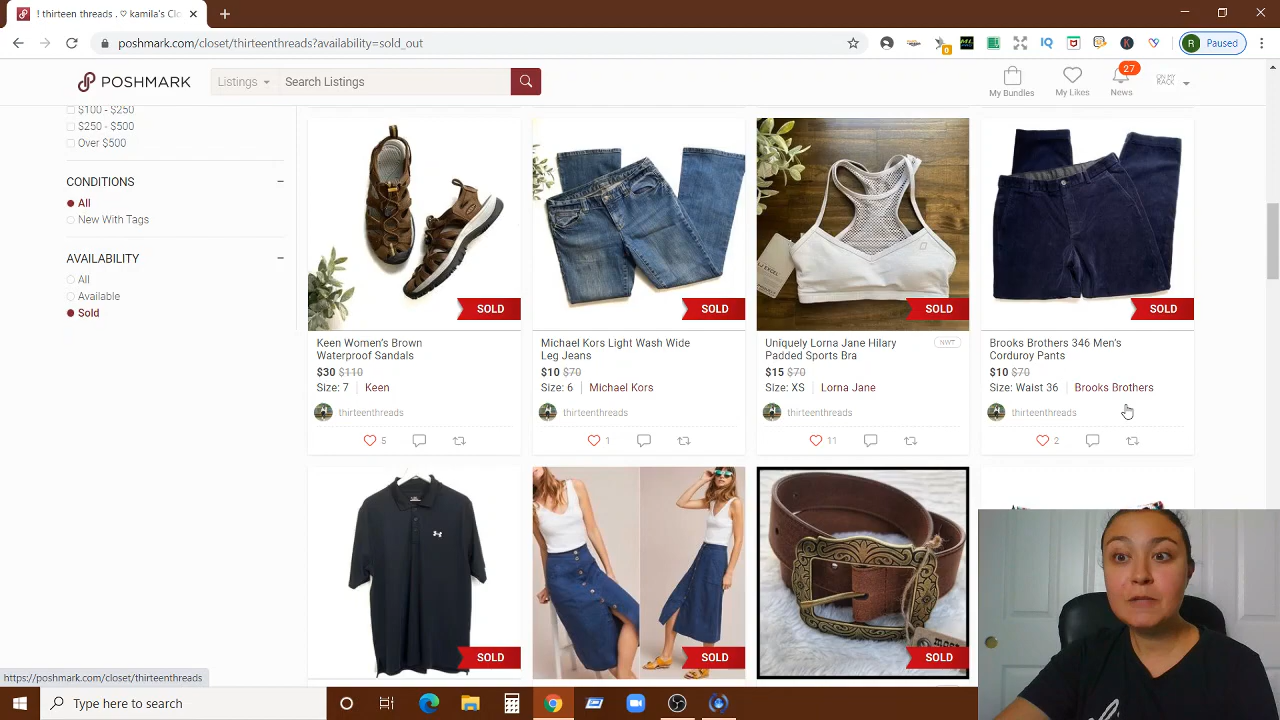 ! thirteen threads . ♡ kamila's Clo
poshmark.com/closet/thirteenthreads?availability=sold_out
R Paused
0
POSHMARK
Listings
Search Listings
27
My Bundles
My Likes
News
ON MY RACK
$100 - $250
$250 - $500
Over $500
CONDITIONS
All
New With Tags
AVAILABILITY
All
Available
Sold
SOLD
SOLD
SOLD
SOLD
Keen Women's Brown Waterproof Sandals
$30 $110
Size: 7 Keen
thirteenthreads
5
Michael Kors Light Wash Wide Leg Jeans
$10 $70
Size: 6 Michael Kors
thirteenthreads
1
Uniquely Lorna Jane Hilary Padded Sports Bra
NWT
$15 $70
Size: XS Lorna Jane
thirteenthreads
11
Brooks Brothers 346 Men's Corduroy Pants
$10 $70
Size: Waist 36 Brooks Brothers
thirteenthreads
2
SOLD
SOLD
SOLD
https://poshmark.com/closet/thirteenthreads
Type here to search